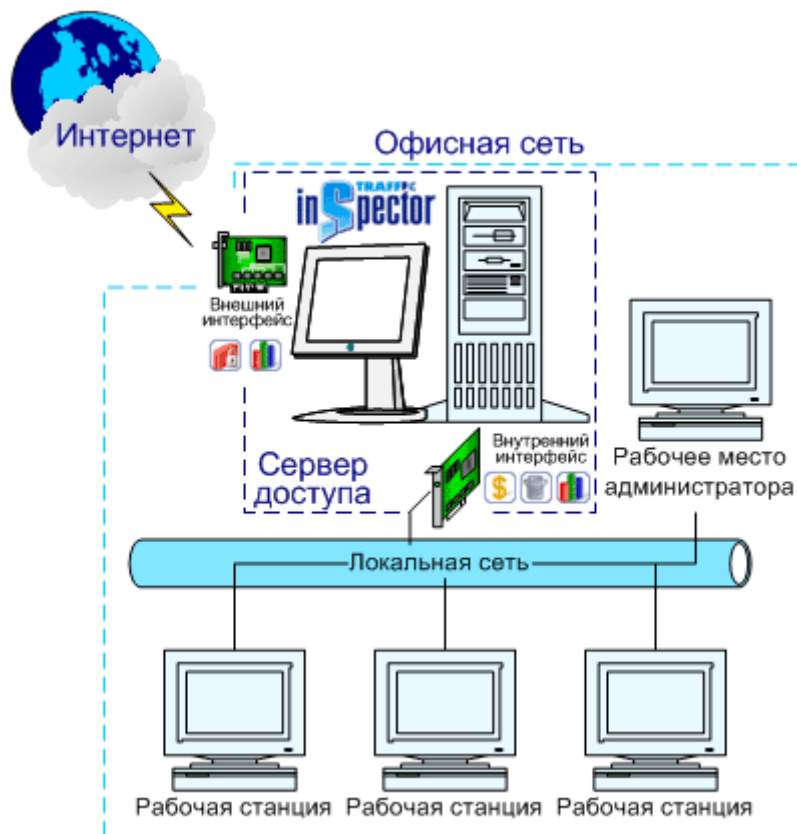 Интернет
Офисная сеть
TRAFFIC
inSpector
Внешний
интерфейс
Внутренний
интерфейс
Сервер
доступа
Рабочее место
администратора
Локальная сеть
Рабочая станция
Рабочая станция
Рабочая станция